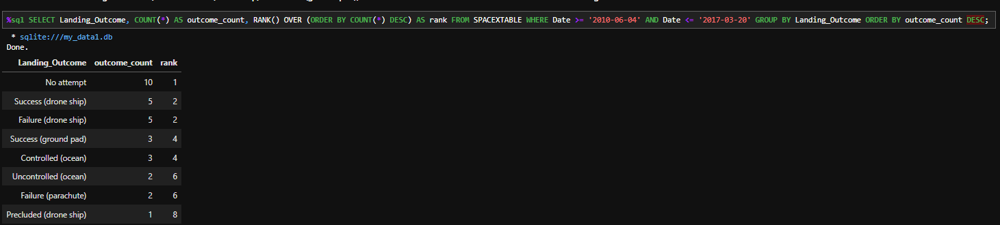 %sql SELECT Landing_Outcome, COUNT(*) AS outcome_count, RANK() OVER (ORDER BY COUNT(*) DESC) AS rank FROM SPACEXTABLE WHERE Date >= '2010-06-04' AND Date <= '2017-03-20' GROUP BY Landing_Outcome ORDER BY outcome_count DESC;
* sqlite:///my_data1.db
Done.
Landing_Outcome outcome_count rank
No attempt 10 1
Success (drone ship) 5 2
Failure (drone ship) 5 2
Success (ground pad) 3 4
Controlled (ocean) 3 4
Uncontrolled (ocean) 2 6
Failure (parachute) 2 6
Precluded (drone ship) 1 8